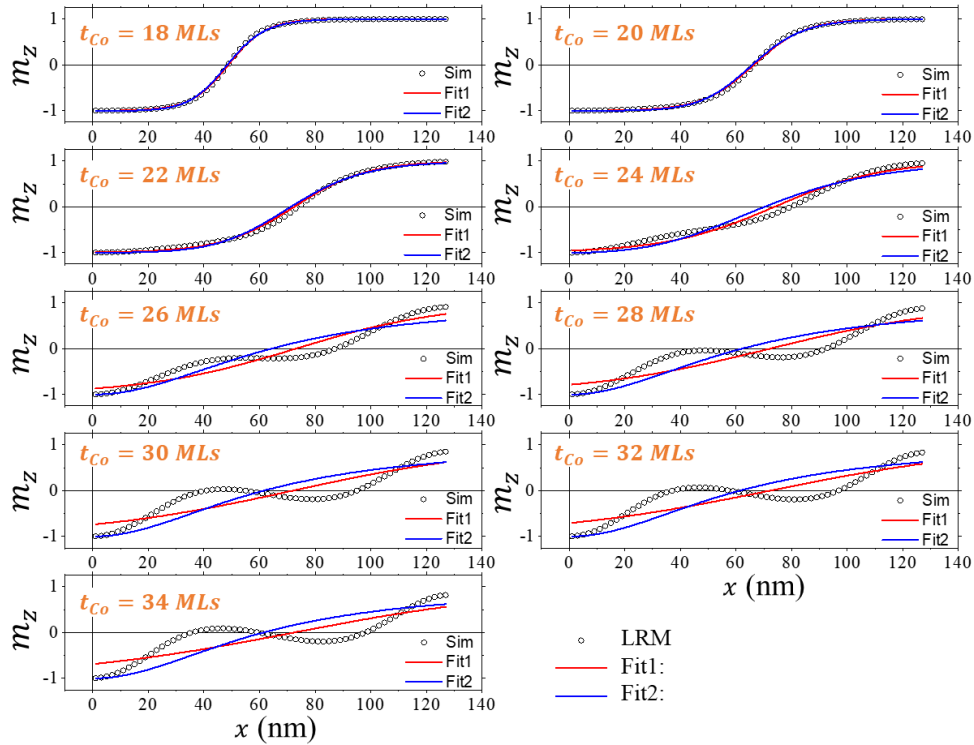 t_Co = 18 MLs
m_z
1
0
-1
Sim
Fit1
Fit2
0 20 40 60 80 100 120 140
t_Co = 20 MLs
m_z
1
0
-1
Sim
Fit1
Fit2
0 20 40 60 80 100 120 140
t_Co = 22 MLs
m_z
1
0
-1
Sim
Fit1
Fit2
0 20 40 60 80 100 120 140
t_Co = 24 MLs
m_z
1
0
-1
Sim
Fit1
Fit2
0 20 40 60 80 100 120 140
t_Co = 26 MLs
m_z
1
0
-1
Sim
Fit1
Fit2
0 20 40 60 80 100 120 140
t_Co = 28 MLs
m_z
1
0
-1
Sim
Fit1
Fit2
0 20 40 60 80 100 120 140
t_Co = 30 MLs
m_z
1
0
-1
Sim
Fit1
Fit2
0 20 40 60 80 100 120 140
t_Co = 32 MLs
m_z
1
0
-1
Sim
Fit1
Fit2
0 20 40 60 80 100 120 140
x (nm)
t_Co = 34 MLs
m_z
1
0
-1
Sim
Fit1
Fit2
0 20 40 60 80 100 120 140
x (nm)
LRM
Fit1:
Fit2: